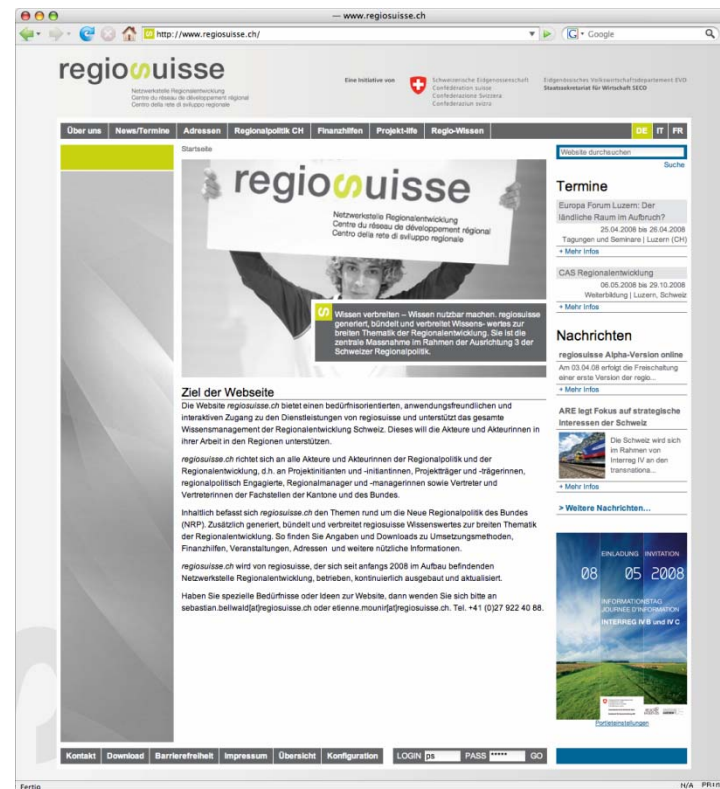 — www.regiosuisse.ch
http://www.regiosuisse.ch/
G Google
regiosuisse
Netzwerkstelle Regionalentwicklung
Centre du réseau de développement régional
Centro della rete di sviluppo regionale
Eine Initiative von
Schweizerische Eidgenossenschaft
Confédération suisse
Confederazione Svizzera
Confederaziun svizra
Eidgenössisches Volkswirtschaftsdepartement EVD
Staatssekretariat für Wirtschaft SECO
Über uns News/Termine Adressen Regionalpolitik CH Finanzhilfen Projekt-life Regio-Wissen DE IT FR
Startseite
regiosuisse
Netzwerkstelle Regionalentwicklung
Centre du réseau de développement régional
Centro della rete di sviluppo regionale
Wissen verbreiten – Wissen nutzbar machen. regiosuisse
generiert, bündelt und verbreitet Wissens- wertes zur
breiten Thematik der Regionalentwicklung. Sie ist die
zentrale Massnahme im Rahmen der Ausrichtung 3 der
Schweizer Regionalpolitik.
Ziel der Webseite
Die Website regiosuisse.ch bietet einen bedürfnisorientierten, anwendungsfreundlichen und
interaktiven Zugang zu den Dienstleistungen von regiosuisse und unterstützt das gesamte
Wissensmanagement der Regionalentwicklung Schweiz. Dieses will die Akteure und Akteurinnen in
ihrer Arbeit in den Regionen unterstützen.
regiosuisse.ch richtet sich an alle Akteure und Akteurinnen der Regionalpolitik und der
Regionalentwicklung, d.h. an Projektinitianten und -initiantinnen, Projektträger und -trägerinnen,
regionalpolitisch Engagierte, Regionalmanager und -managerinnen sowie Vertreter und
Vertreterinnen der Fachstellen der Kantone und des Bundes.
Inhaltlich befasst sich regiosuisse.ch den Themen rund um die Neue Regionalpolitik des Bundes
(NRP). Zusätzlich generiert, bündelt und verbreitet regiosuisse Wissenswertes zur breiten Thematik
der Regionalentwicklung. So finden Sie Angaben und Downloads zu Umsetzungsmethoden,
Finanzhilfen, Veranstaltungen, Adressen und weitere nützliche Informationen.
regiosuisse.ch wird von regiosuisse, der sich seit anfangs 2008 im Aufbau befindenden
Netzwerkstelle Regionalentwicklung, betrieben, kontinuierlich ausgebaut und aktualisiert.
Haben Sie spezielle Bedürfnisse oder Ideen zur Website, dann wenden Sie sich bitte an
sebastian.bellwald[at]regiosuisse.ch oder etienne.mounir[at]regiosuisse.ch. Tel. +41 (0)27 922 40 88.
Website durchsuchen
Suche
Termine
Europa Forum Luzern: Der
ländliche Raum im Aufbruch?
25.04.2008 bis 26.04.2008
Tagungen und Seminare | Luzern (CH)
+ Mehr Infos
CAS Regionalentwicklung
06.05.2008 bis 29.10.2008
Weiterbildung | Luzern, Schweiz
+ Mehr Infos
Nachrichten
regiosuisse Alpha-Version online
Am 03.04.08 erfolgt die Freischaltung
einer erste Version der regio...
+ Mehr Infos
ARE legt Fokus auf strategische
Interessen der Schweiz
Die Schweiz wird sich
im Rahmen von
Interreg IV an den
transnationa...
+ Mehr Infos
> Weitere Nachrichten...
EINLADUNG INVITATION
08 05 2008
INFORMATIONSTAG
JOURNÉE D'INFORMATION
INTERREG IV B und IV C
Portleteinstellungen
Kontakt Download Barrierefreiheit Impressum Übersicht Konfiguration LOGIN ps PASS ***** GO
Fertig N/A